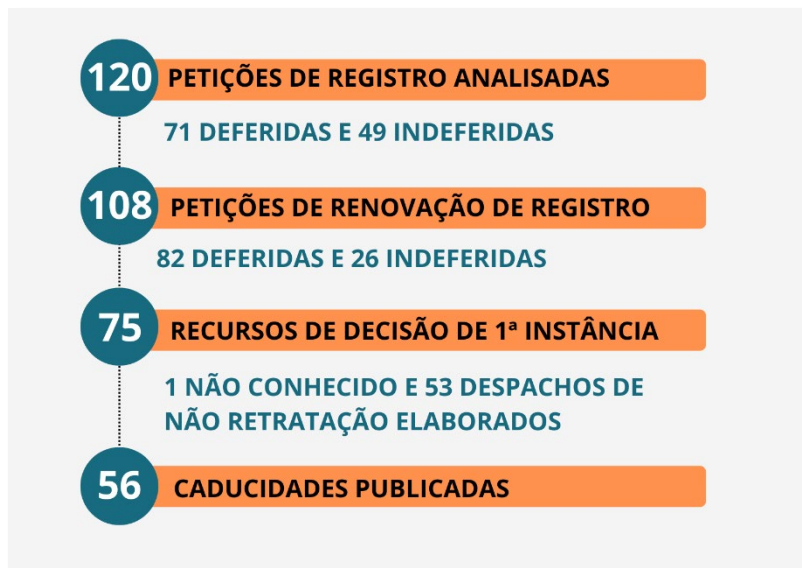 120 PETIÇÕES DE REGISTRO ANALISADAS
71 DEFERIDAS E 49 INDEFERIDAS
108 PETIÇÕES DE RENOVAÇÃO DE REGISTRO
82 DEFERIDAS E 26 INDEFERIDAS
75 RECURSOS DE DECISÃO DE 1ª INSTÂNCIA
1 NÃO CONHECIDO E 53 DESPACHOS DE
NÃO RETRATAÇÃO ELABORADOS
56 CADUCIDADES PUBLICADAS